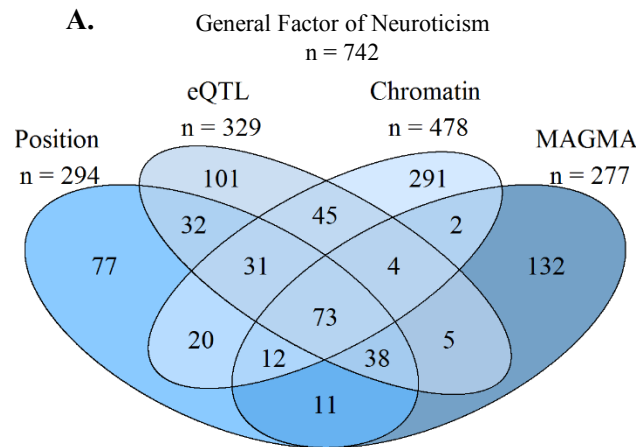 A.
General Factor of Neuroticism
n = 742
eQTL
n = 329
Chromatin
n = 478
Position
n = 294
MAGMA
n = 277
101
291
32
45
2
77
31
4
132
73
20
12
38
5
11